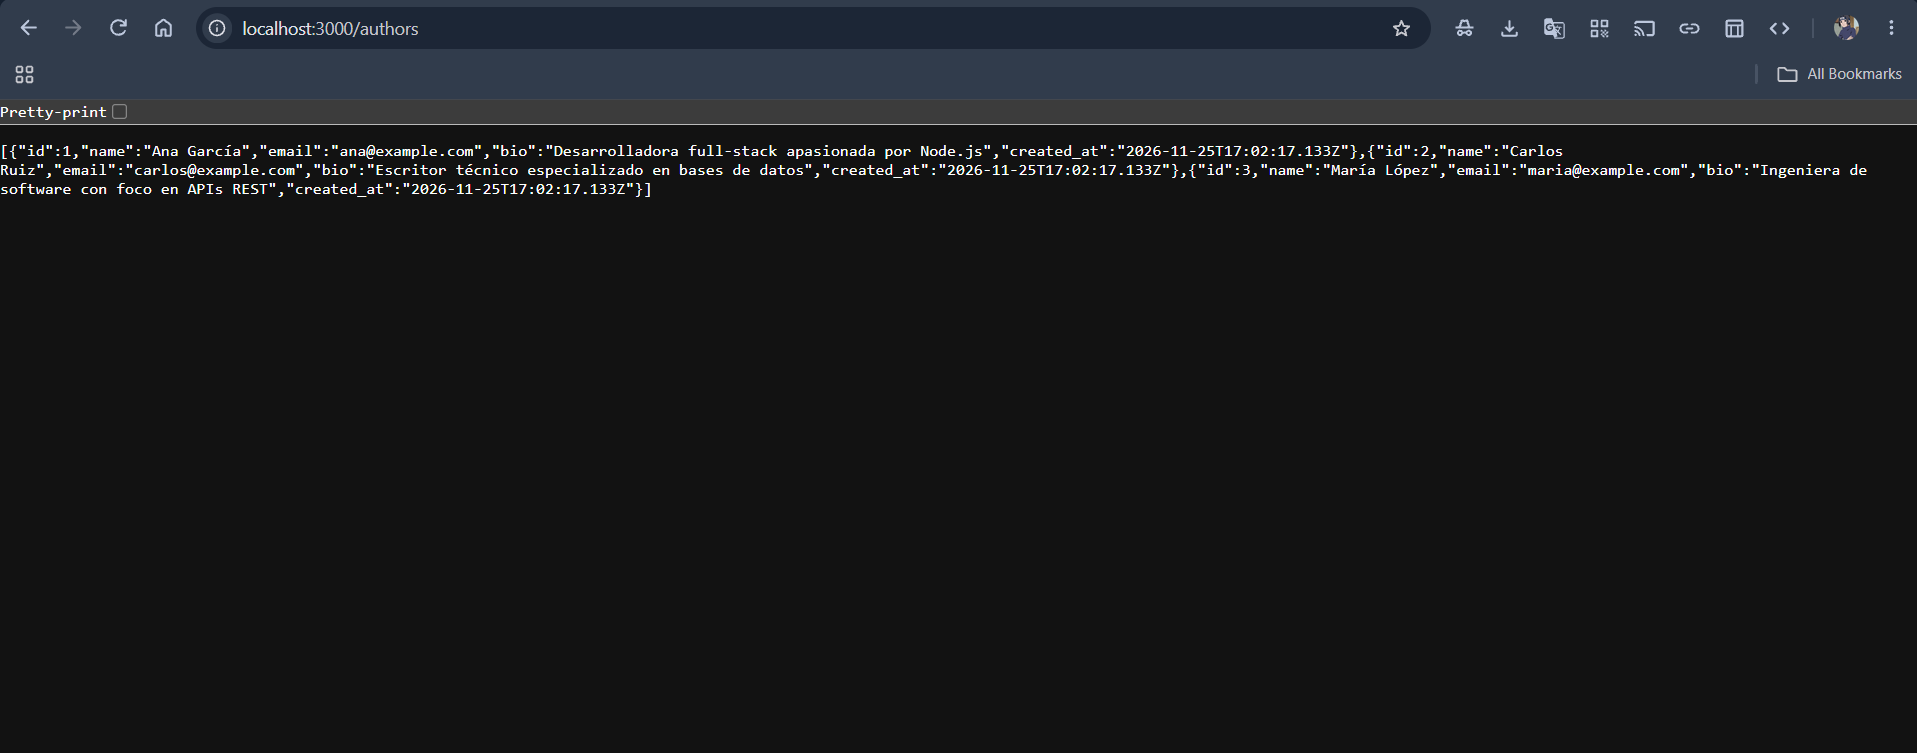 localhost:3000/authors
All Bookmarks
Pretty-print
[{"id":1,"name":"Ana García","email":"ana@example.com","bio":"Desarrolladora full-stack apasionada por Node.js","created_at":"2026-11-25T17:02:17.133Z"},{"id":2,"name":"Carlos
Ruiz","email":"carlos@example.com","bio":"Escritor técnico especializado en bases de datos","created_at":"2026-11-25T17:02:17.133Z"},{"id":3,"name":"María López","email":"maria@example.com","bio":"Ingeniera de
software con foco en APIs REST","created_at":"2026-11-25T17:02:17.133Z"}]